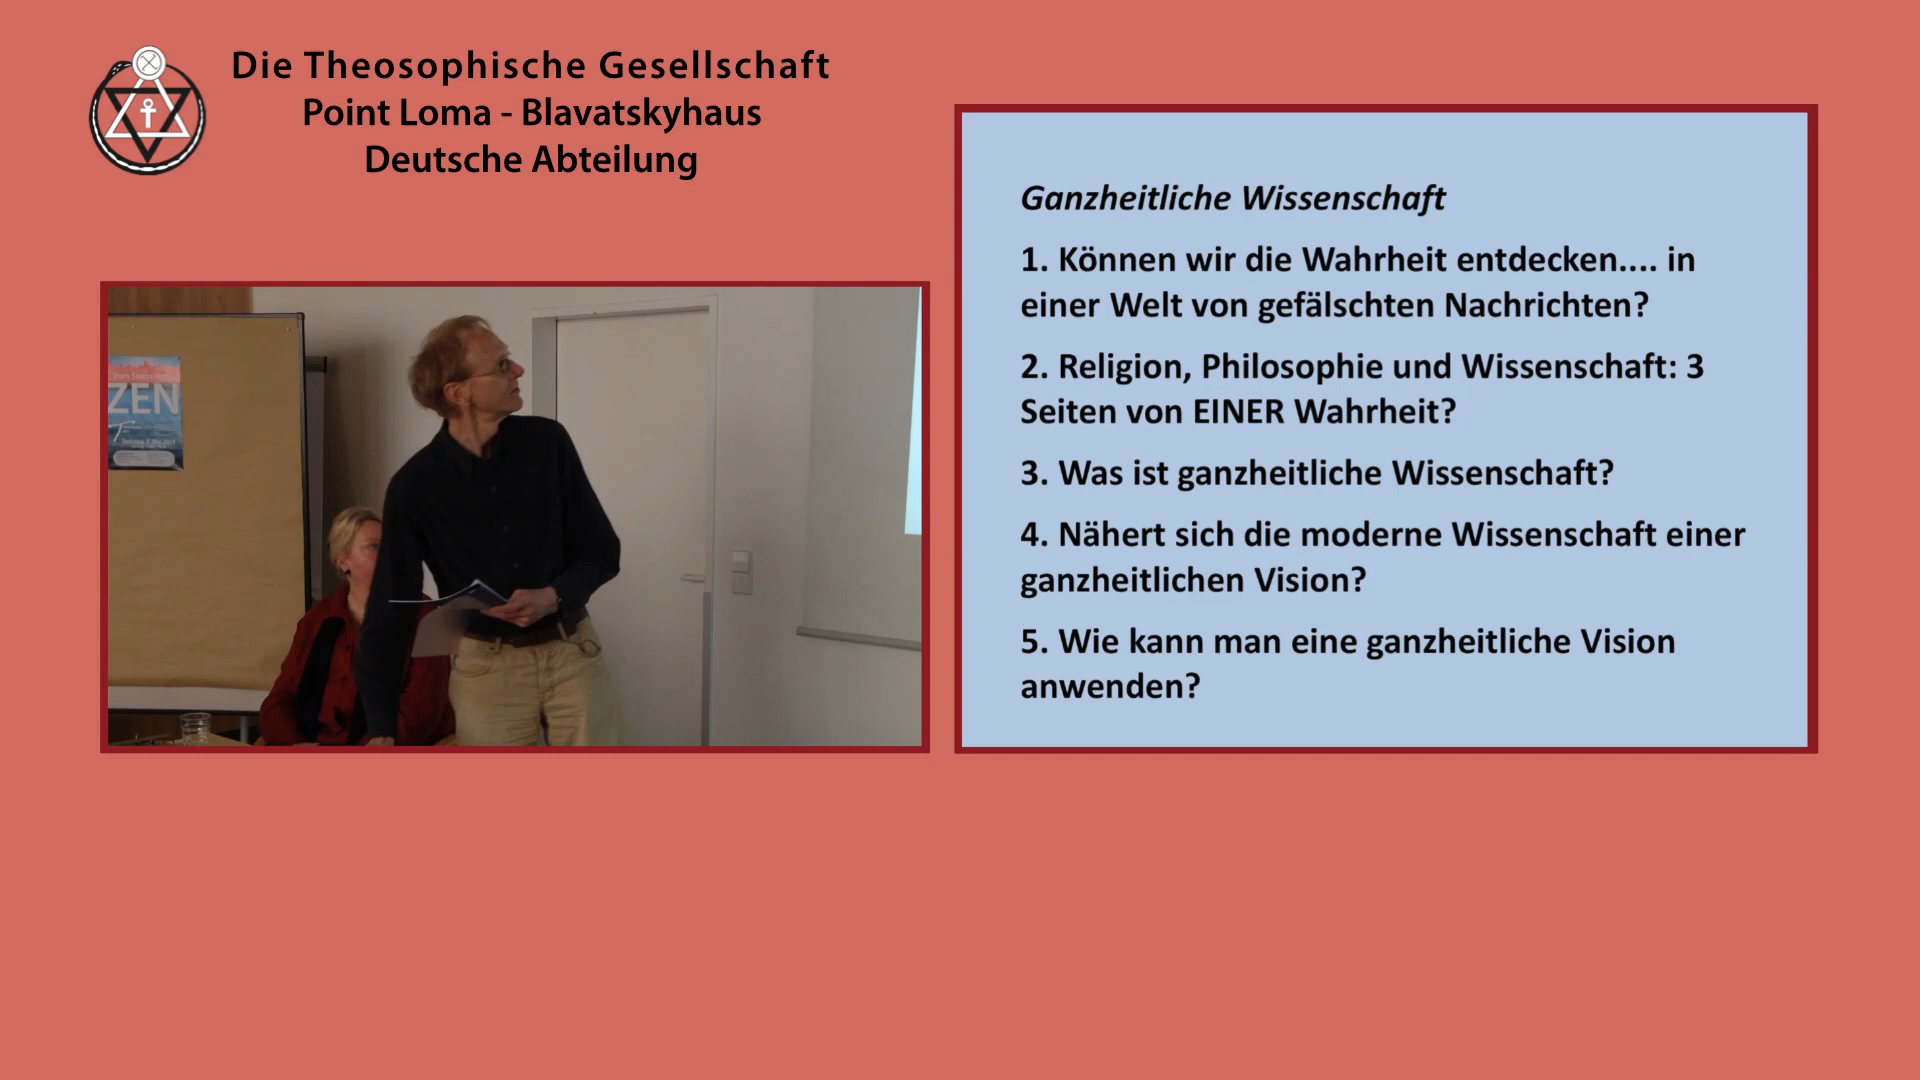 Die Theosophische Gesellschaft
Point Loma - Blavatskyhaus
Deutsche Abteilung
Ganzheitliche Wissenschaft
1. Können wir die Wahrheit entdecken.... in
einer Welt von gefälschten Nachrichten?
2. Religion, Philosophie und Wissenschaft: 3
Seiten von EINER Wahrheit?
3. Was ist ganzheitliche Wissenschaft?
4. Nähert sich die moderne Wissenschaft einer
ganzheitlichen Vision?
5. Wie kann man eine ganzheitliche Vision
anwenden?
ZEN